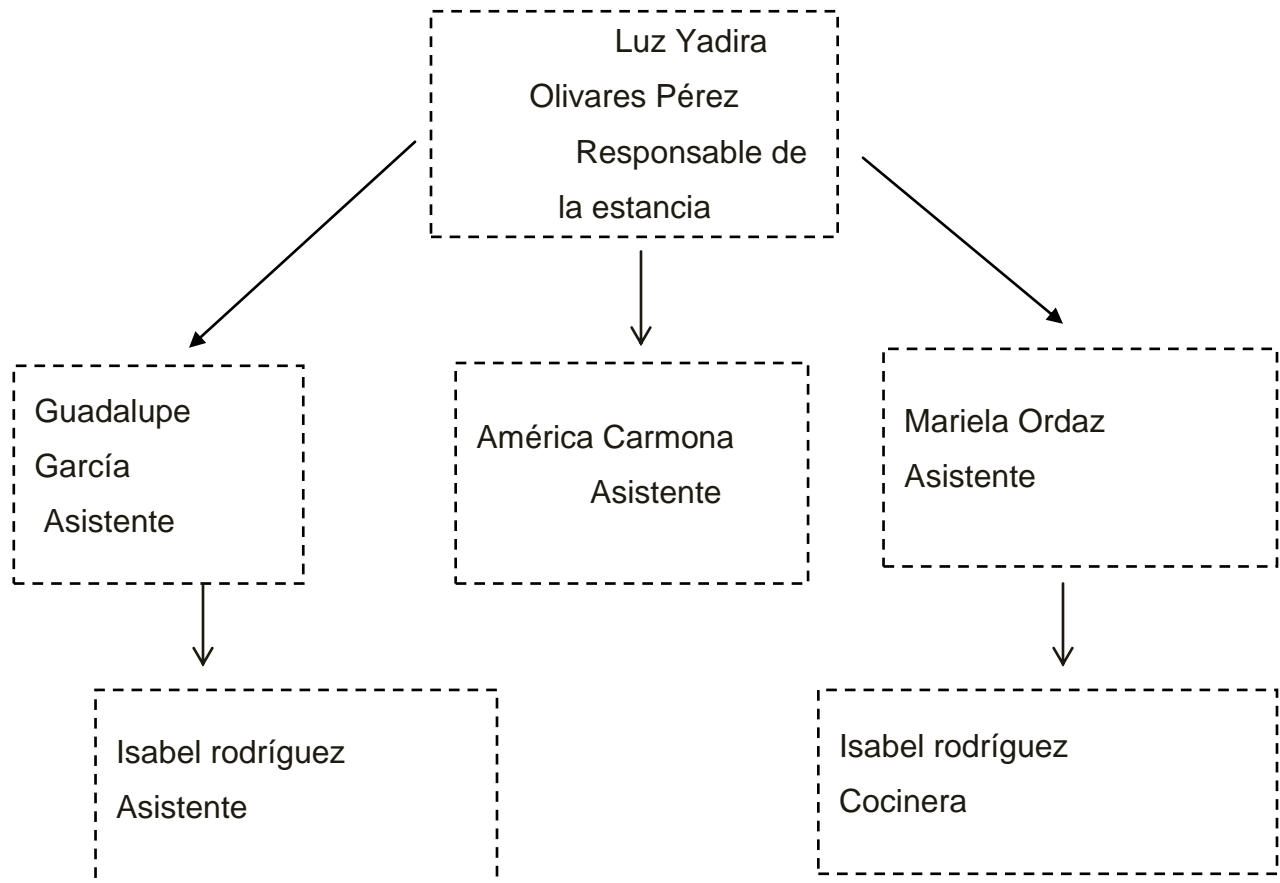 Luz Yadira
Olivares Pérez
Responsable de
la estancia
Guadalupe
García
Asistente
América Carmona
Asistente
Mariela Ordaz
Asistente
Isabel rodríguez
Asistente
Isabel rodríguez
Cocinera